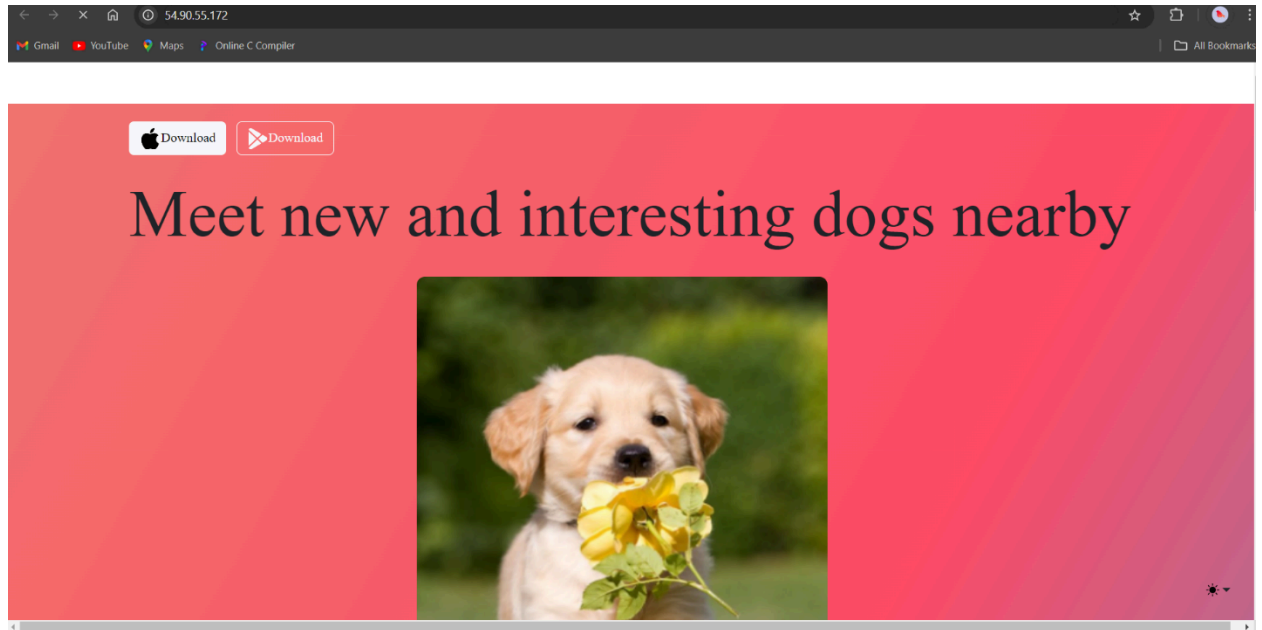 54.90.55.172
Gmail YouTube Maps Online C Compiler All Bookmarks
Download Download
Meet new and interesting dogs nearby